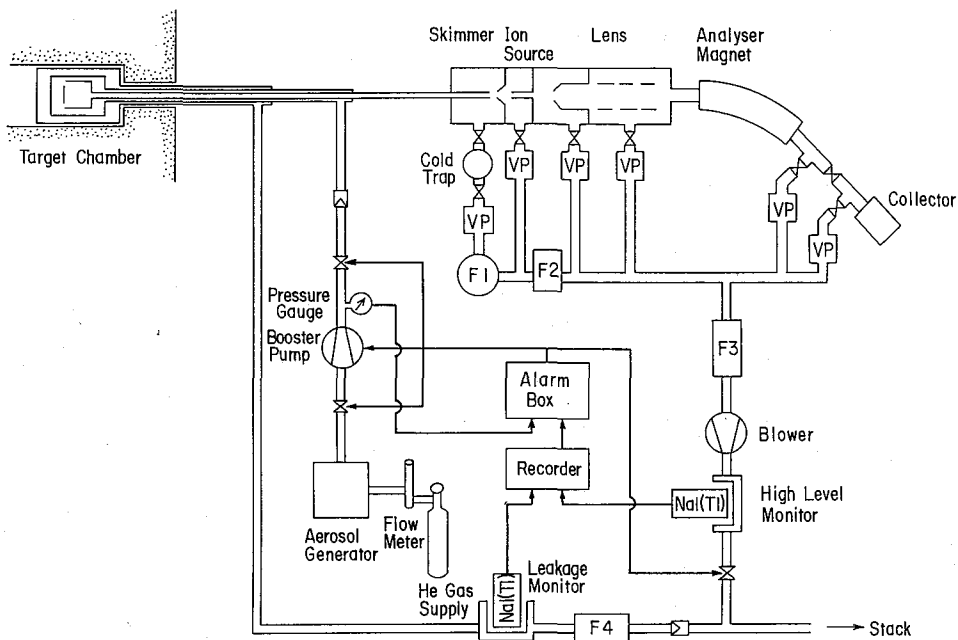 Skimmer Ion
Source
Lens
Analyser
Magnet
Target Chamber
Cold
Trap
VP
VP
VP
VP
VP
VP
Collector
F1
F2
F3
Pressure
Gauge
Booster
Pump
Alarm
Box
Blower
Recorder
NaI(Tl)
High Level
Monitor
Aerosol
Generator
Flow
Meter
He Gas
Supply
NaI(Tl)
Leakage
Monitor
F4
Stack